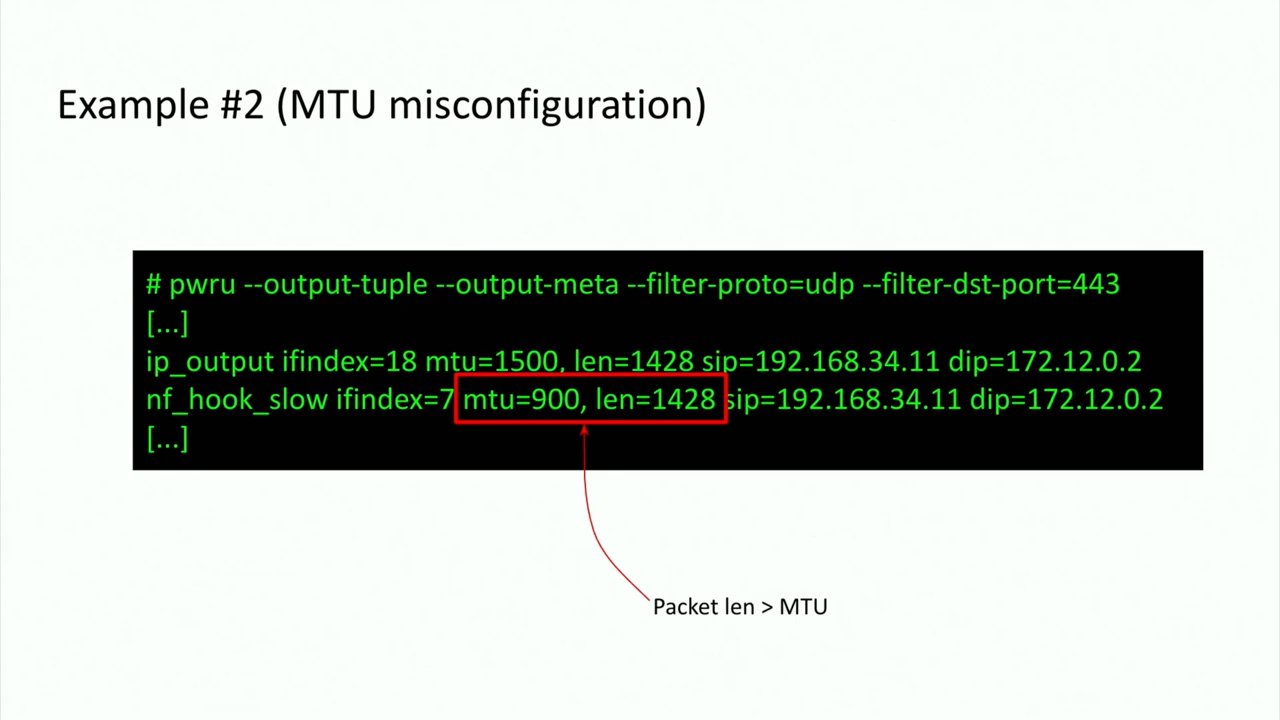 Example #2 (MTU misconfiguration)
# pwru --output-tuple --output-meta --filter-proto=udp --filter-dst-port=443
[...]
ip_output ifindex=18 mtu=1500, len=1428 sip=192.168.34.11 dip=172.12.0.2
nf_hook_slow ifindex=7 mtu=900, len=1428 sip=192.168.34.11 dip=172.12.0.2
[...]
Packet len > MTU